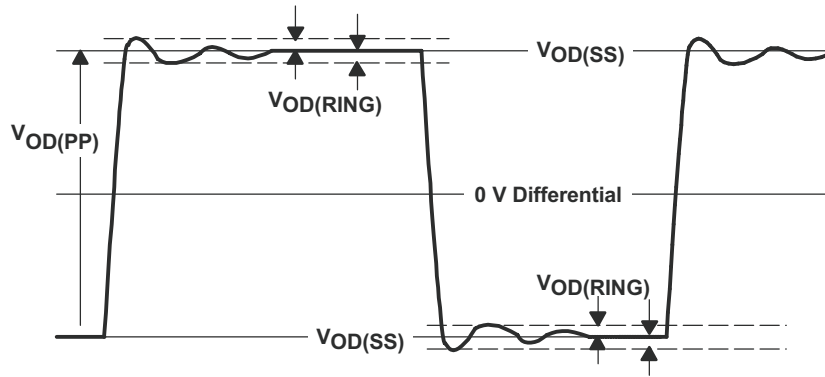 VOD(SS)
VOD(RING)
VOD(PP)
0 V Differential
VOD(RING)
VOD(SS)